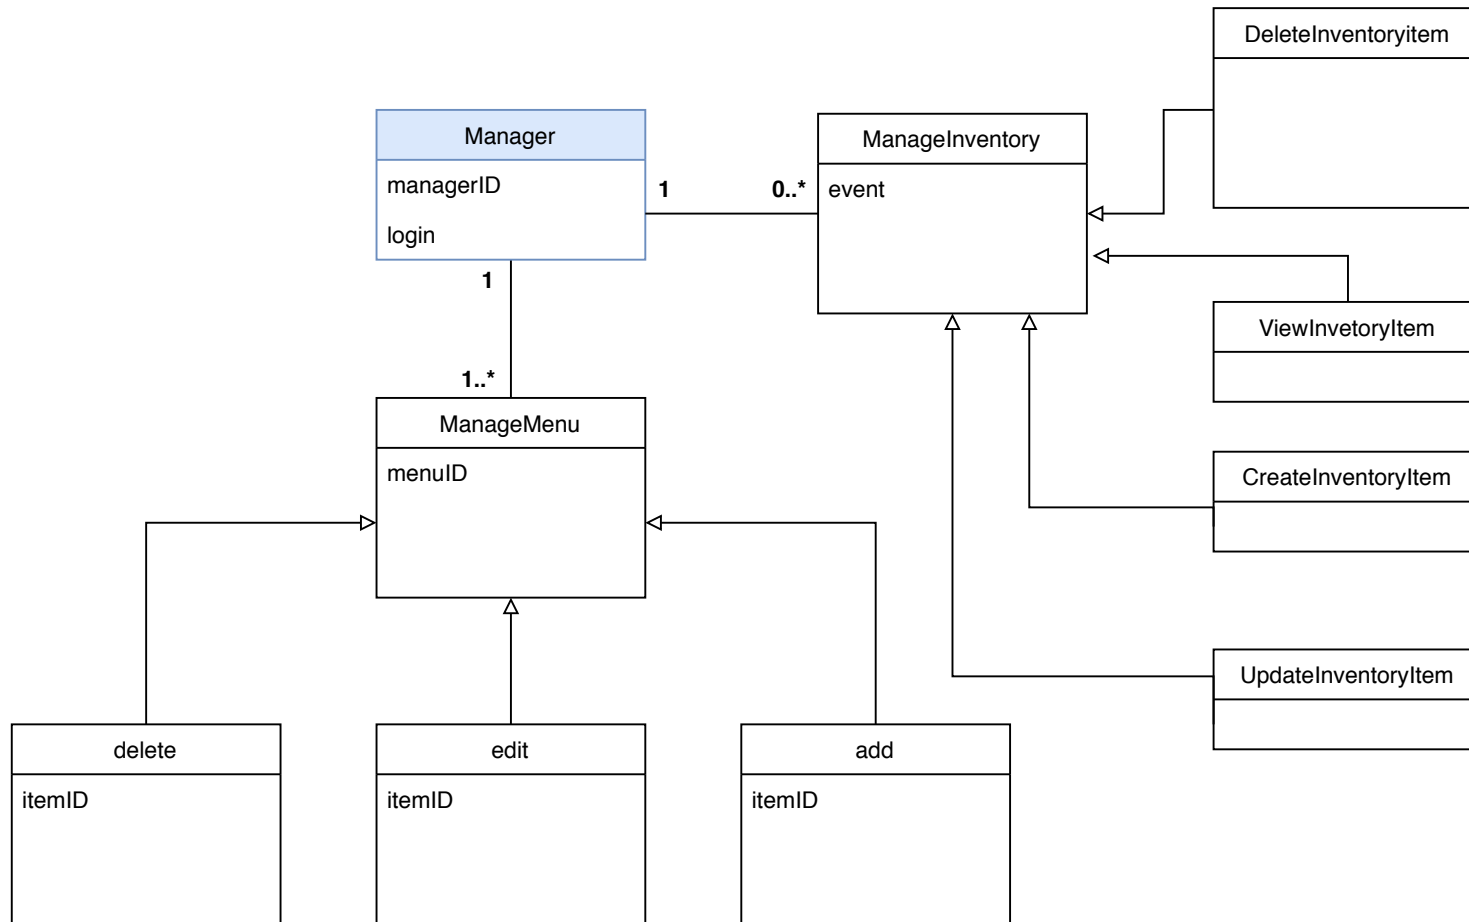 DeleteInventoryitem
Manager
managerID
login
1
0..*
ManageInventory
event
1
1..*
ViewInvetoryItem
ManageMenu
menuID
CreateInventoryItem
UpdateInventoryItem
delete
itemID
edit
itemID
add
itemID